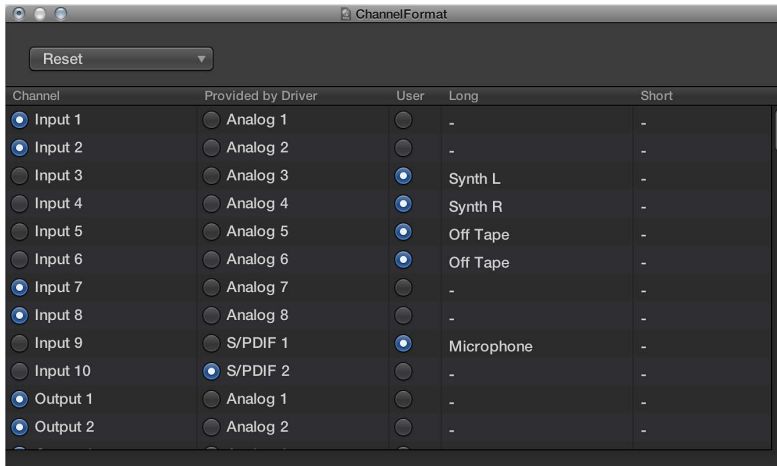 ChannelFormat
Reset
Channel Provided by Driver User Long Short
Input 1 Analog 1 - -
Input 2 Analog 2 - -
Input 3 Analog 3 Synth L -
Input 4 Analog 4 Synth R -
Input 5 Analog 5 Off Tape -
Input 6 Analog 6 Off Tape -
Input 7 Analog 7 - -
Input 8 Analog 8 - -
Input 9 S/PDIF 1 Microphone -
Input 10 S/PDIF 2 - -
Output 1 Analog 1 - -
Output 2 Analog 2 - -